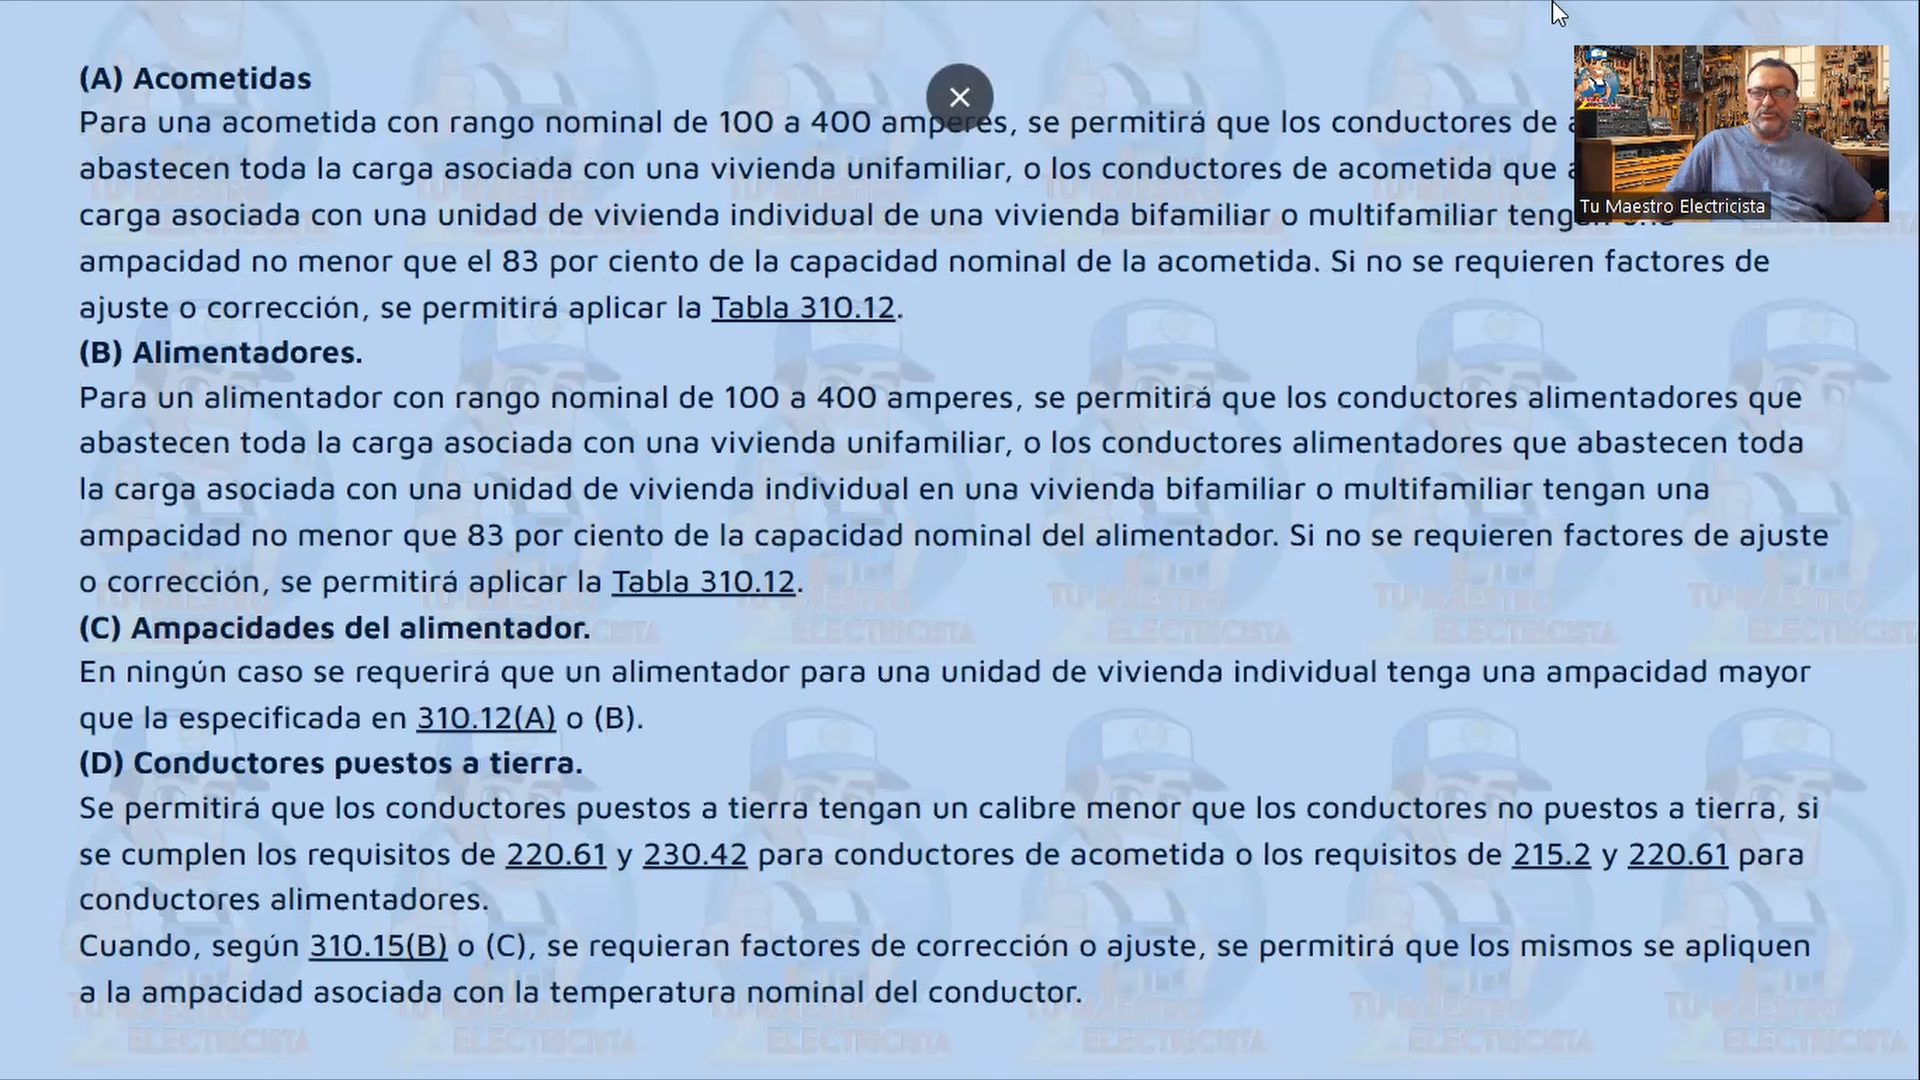 (A) Acometidas
Para una acometida con rango nominal de 100 a 400 amperes, se permitirá que los conductores de
abastecen toda la carga asociada con una vivienda unifamiliar, o los conductores de acometida que
carga asociada con una unidad de vivienda individual de una vivienda bifamiliar o multifamiliar tengan una
ampacidad no menor que el 83 por ciento de la capacidad nominal de la acometida. Si no se requieren factores de
ajuste o corrección, se permitirá aplicar la Tabla 310.12.
(B) Alimentadores.
Para un alimentador con rango nominal de 100 a 400 amperes, se permitirá que los conductores alimentadores que
abastecen toda la carga asociada con una vivienda unifamiliar, o los conductores alimentadores que abastecen toda
la carga asociada con una unidad de vivienda individual en una vivienda bifamiliar o multifamiliar tengan una
ampacidad no menor que 83 por ciento de la capacidad nominal del alimentador. Si no se requieren factores de ajuste
o corrección, se permitirá aplicar la Tabla 310.12.
(C) Ampacidades del alimentador.
En ningún caso se requerirá que un alimentador para una unidad de vivienda individual tenga una ampacidad mayor
que la especificada en 310.12(A) o (B).
(D) Conductores puestos a tierra.
Se permitirá que los conductores puestos a tierra tengan un calibre menor que los conductores no puestos a tierra, si
se cumplen los requisitos de 220.61 y 230.42 para conductores de acometida o los requisitos de 215.2 y 220.61 para
conductores alimentadores.
Cuando, según 310.15(B) o (C), se requieran factores de corrección o ajuste, se permitirá que los mismos se apliquen
a la ampacidad asociada con la temperatura nominal del conductor.
Tu Maestro Electricista
TU MAESTRO
ELECTRICISTA